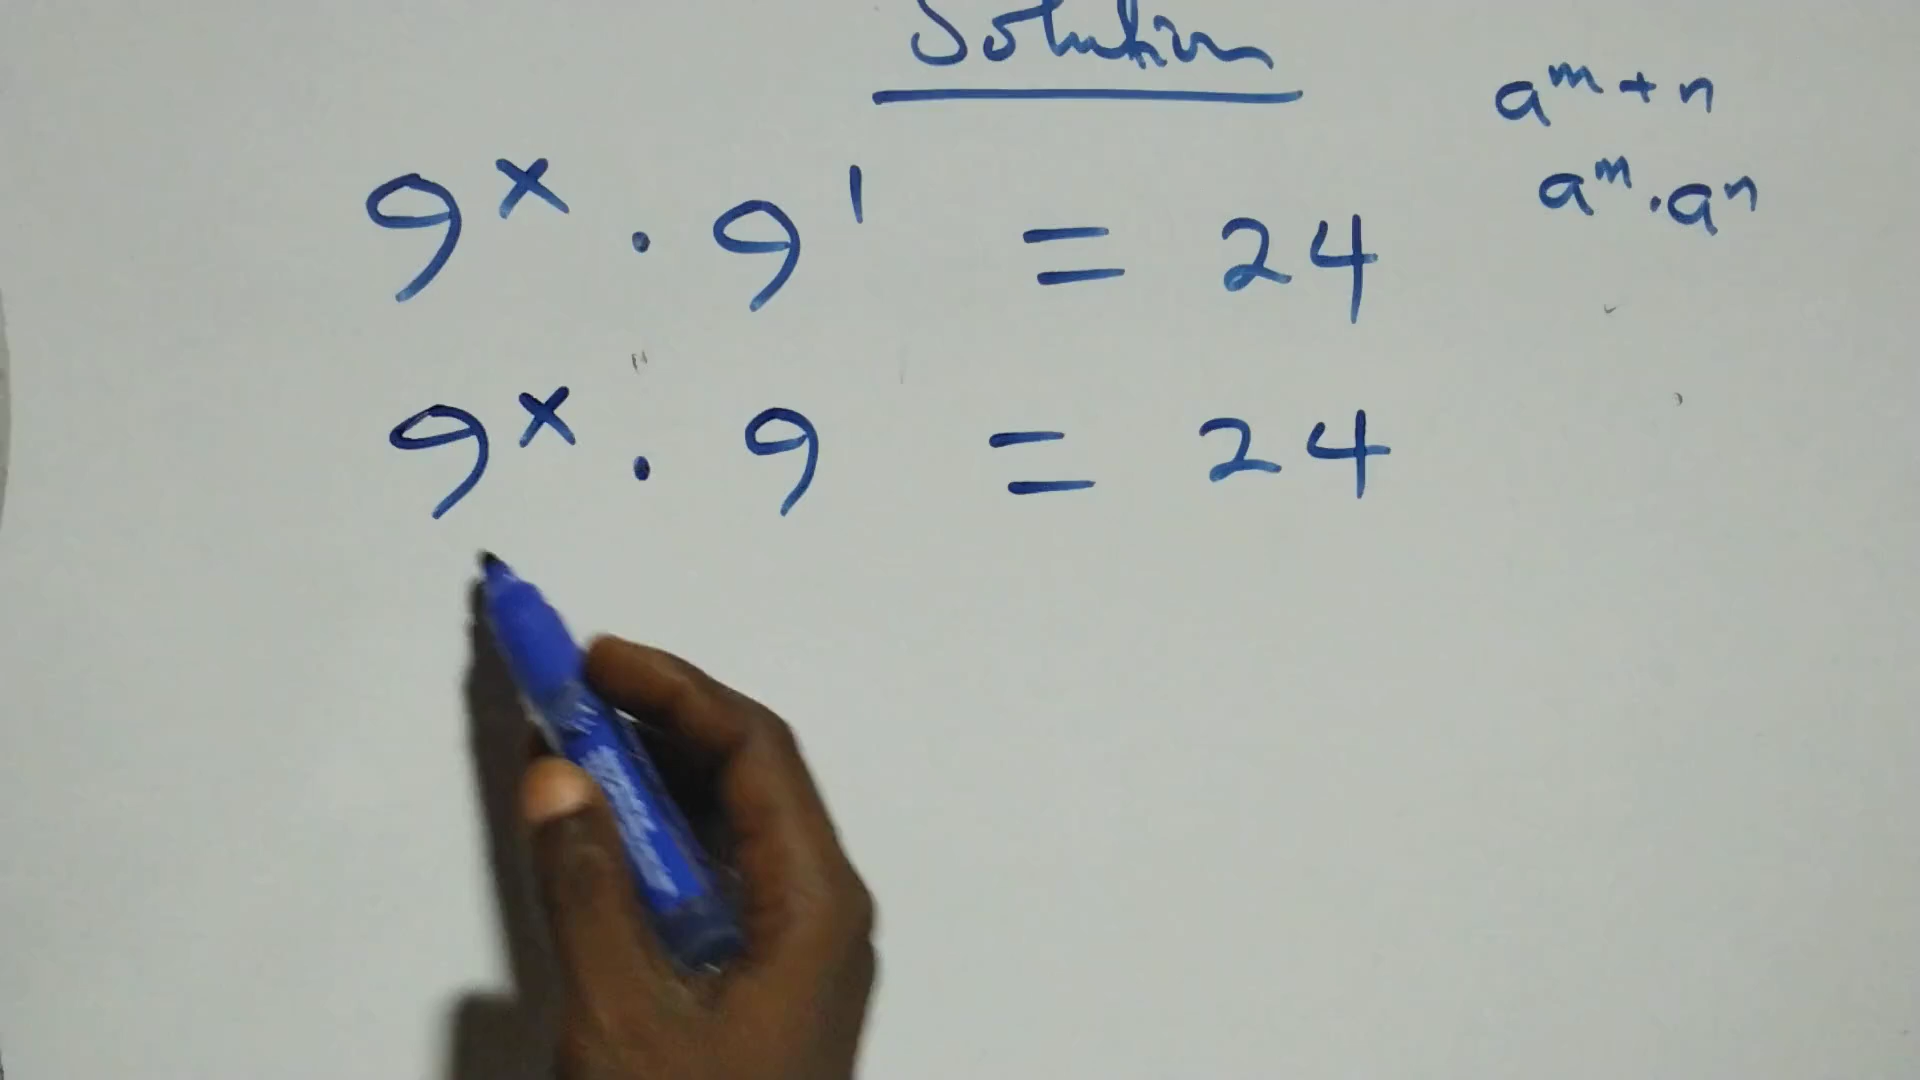 Solution
a^m + n
a^m . a^n
9^x . 9^1 = 24
9^x . 9 = 24